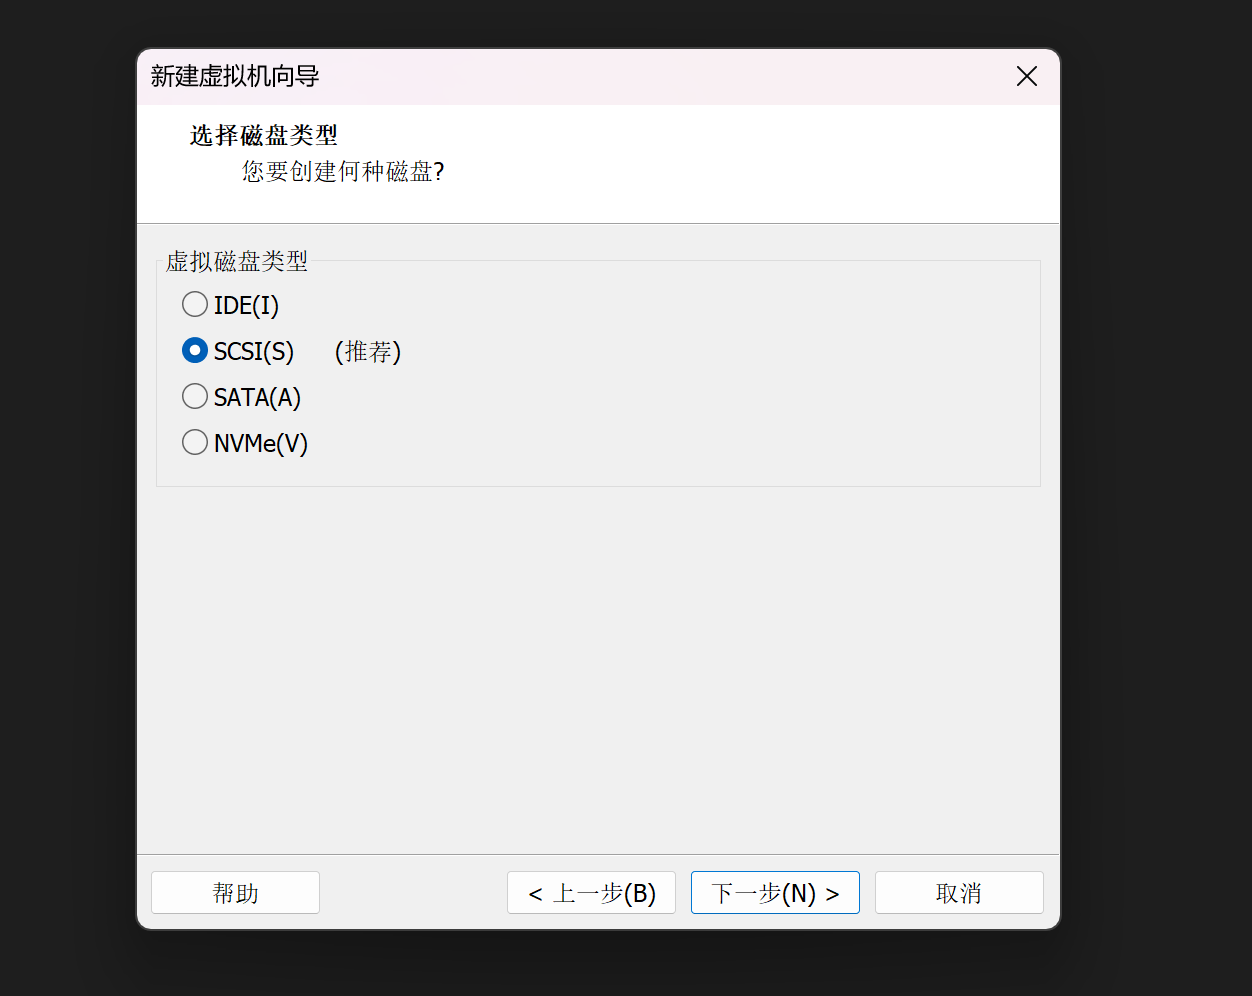 新建虚拟机向导
选择磁盘类型
您要创建何种磁盘?
虚拟磁盘类型
IDE(I)
SCSI(S) (推荐)
SATA(A)
NVMe(V)
帮助 < 上一步(B) 下一步(N) > 取消